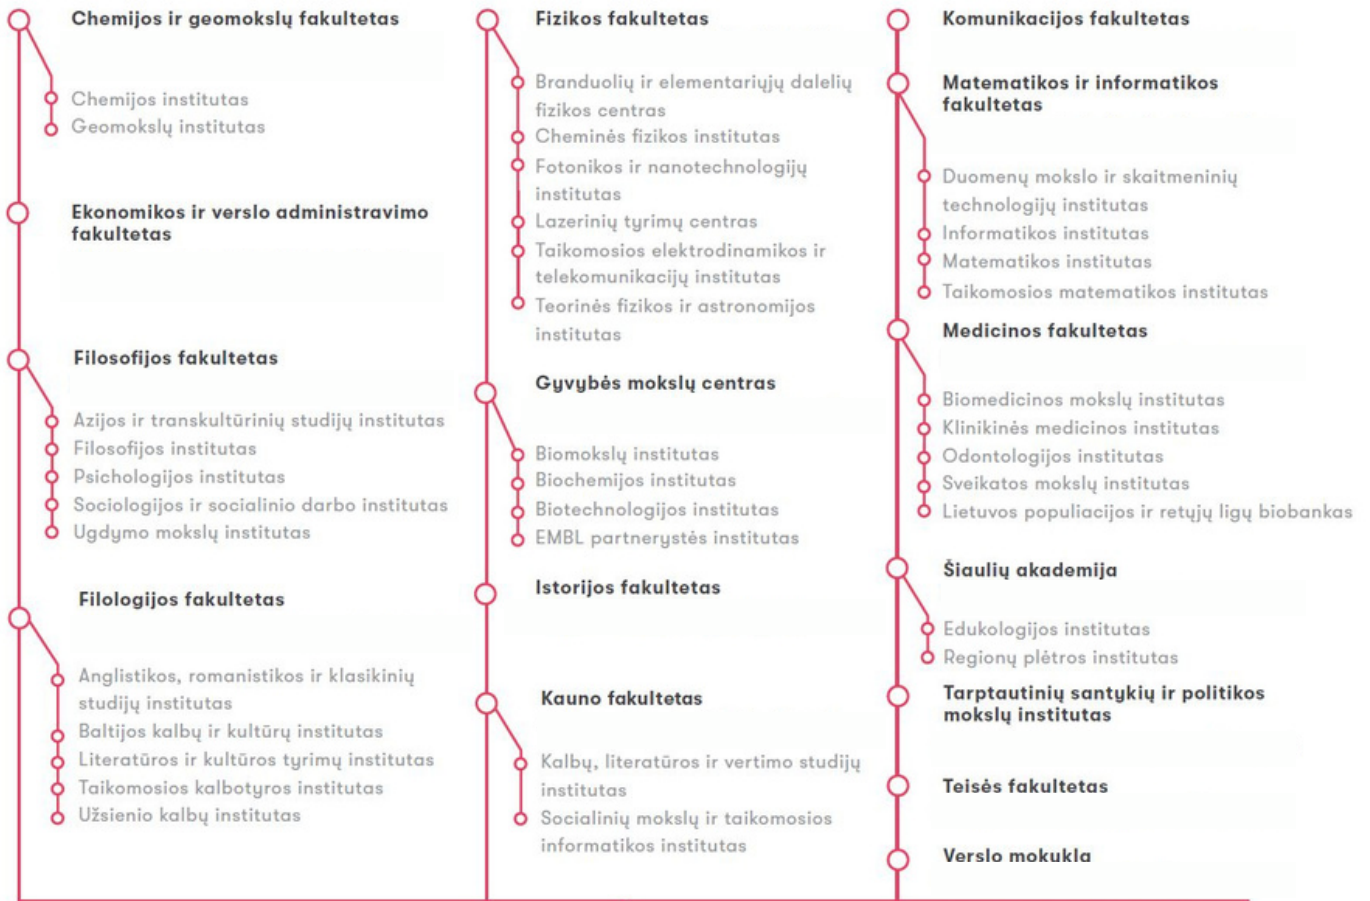 Chemijos ir geomokslų fakultetas
Chemijos institutas
Geomokslų institutas
Ekonomikos ir verslo administravimo
fakultetas
Filosofijos fakultetas
Azijos ir transkultūrinių studijų institutas
Filosofijos institutas
Psichologijos institutas
Sociologijos ir socialinio darbo institutas
Ugdymo mokslų institutas
Filologijos fakultetas
Anglistikos, romanistikos ir klasikinių
studijų institutas
Baltijos kalbų ir kultūrų institutas
Literatūros ir kultūros tyrimų institutas
Taikomosios kalbotyros institutas
Užsienio kalbų institutas
Fizikos fakultetas
Branduolių ir elementariųjų dalelių
fizikos centras
Cheminės fizikos institutas
Fotonikos ir nanotechnologijų
institutas
Lazerinių tyrimų centras
Taikomosios elektrodinamikos ir
telekomunikacijų institutas
Teorinės fizikos ir astronomijos
institutas
Gyvybės mokslų centras
Biomokslų institutas
Biochemijos institutas
Biotechnologijos institutas
EMBL partnerystės institutas
Istorijos fakultetas
Kauno fakultetas
Kalbų, literatūros ir vertimo studijų
institutas
Socialinių mokslų ir taikomosios
informatikos institutas
Komunikacijos fakultetas
Matematikos ir informatikos
fakultetas
Duomenų mokslo ir skaitmeninių
technologijų institutas
Informatikos institutas
Matematikos institutas
Taikomosios matematikos institutas
Medicinos fakultetas
Biomedicinos mokslų institutas
Klinikinės medicinos institutas
Odontologijos institutas
Sveikatos mokslų institutas
Lietuvos populiacijos ir retųjų ligų biobankas
Šiaulių akademija
Edukologijos institutas
Regionų plėtros institutas
Tarptautinių santykių ir politikos
mokslų institutas
Teisės fakultetas
Verslo mokukla